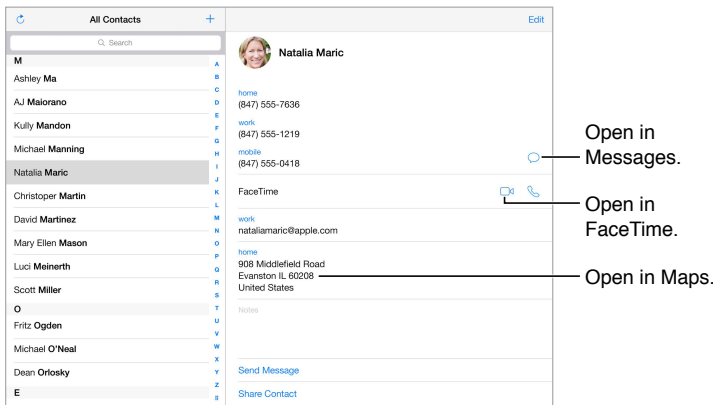 All Contacts
+
Edit
Search
M
Ashley Ma
AJ Maiorano
Kully Mandon
Michael Manning
Natalia Maric
Christoper Martin
David Martinez
Mary Ellen Mason
Luci Meinerth
Scott Miller
O
Fritz Ogden
Michael O'Neal
Dean Orlosky
E
A
B
C
D
E
F
G
H
I
J
K
L
M
N
O
P
Q
R
S
T
U
V
W
X
Y
Z
#
Natalia Maric
home
(847) 555-7636
work
(847) 555-1219
mobile
(847) 555-0418
FaceTime
work
nataliamaric@apple.com
home
908 Middlefield Road
Evanston IL 60208
United States
Notes
Send Message
Share Contact
Open in
Messages.
Open in
FaceTime.
Open in Maps.